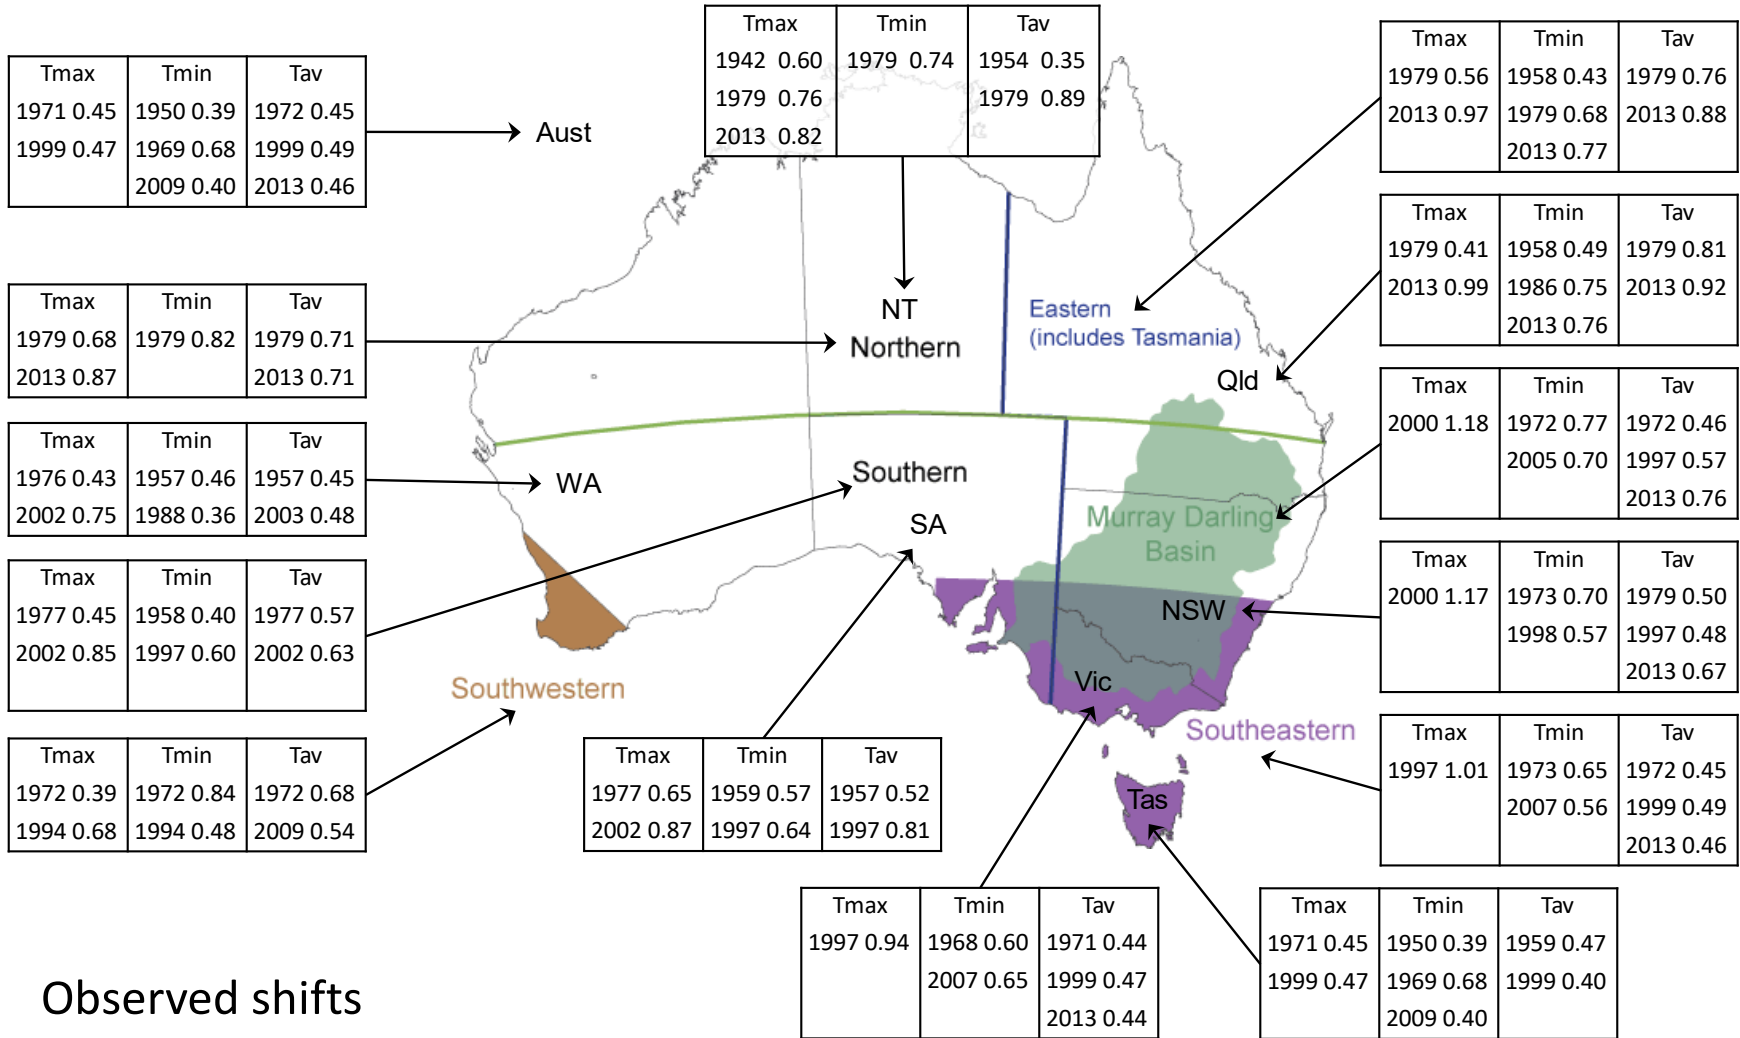 Tmax Tmin Tav
1942 0.60 1979 0.74 1954 0.35
1979 0.76 1979 0.89
2013 0.82
Tmax Tmin Tav
1971 0.45 1950 0.39 1972 0.45
1999 0.47 1969 0.68 1999 0.49
2009 0.40 2013 0.46
Aust
Tmax Tmin Tav
1979 0.56 1958 0.43 1979 0.76
2013 0.97 1979 0.68 2013 0.88
2013 0.77
Tmax Tmin Tav
1979 0.41 1958 0.49 1979 0.81
2013 0.99 1986 0.75 2013 0.92
2013 0.76
Tmax Tmin Tav
1979 0.68 1979 0.82 1979 0.71
2013 0.87 2013 0.71
NT
Northern
Eastern
(includes Tasmania)
Qld
Tmax Tmin Tav
2000 1.18 1972 0.77 1972 0.46
2005 0.70 1997 0.57
2013 0.76
Tmax Tmin Tav
1976 0.43 1957 0.46 1957 0.45
2002 0.75 1988 0.36 2003 0.48
WA
Southern
SA
Murray Darling
Basin
Tmax Tmin Tav
2000 1.17 1973 0.70 1979 0.50
1998 0.57 1997 0.48
2013 0.67
NSW
Tmax Tmin Tav
1977 0.45 1958 0.40 1977 0.57
2002 0.85 1997 0.60 2002 0.63
Southwestern
Vic
Southeastern
Tas
Tmax Tmin Tav
1997 1.01 1973 0.65 1972 0.45
2007 0.56 1999 0.49
2013 0.46
Tmax Tmin Tav
1972 0.39 1972 0.84 1972 0.68
1994 0.68 1994 0.48 2009 0.54
Tmax Tmin Tav
1977 0.65 1959 0.57 1957 0.52
2002 0.87 1997 0.64 1997 0.81
Tmax Tmin Tav
1997 0.94 1968 0.60 1971 0.44
2007 0.65 1999 0.47
2013 0.44
Tmax Tmin Tav
1971 0.45 1950 0.39 1959 0.47
1999 0.47 1969 0.68 1999 0.40
2009 0.40
Observed shifts